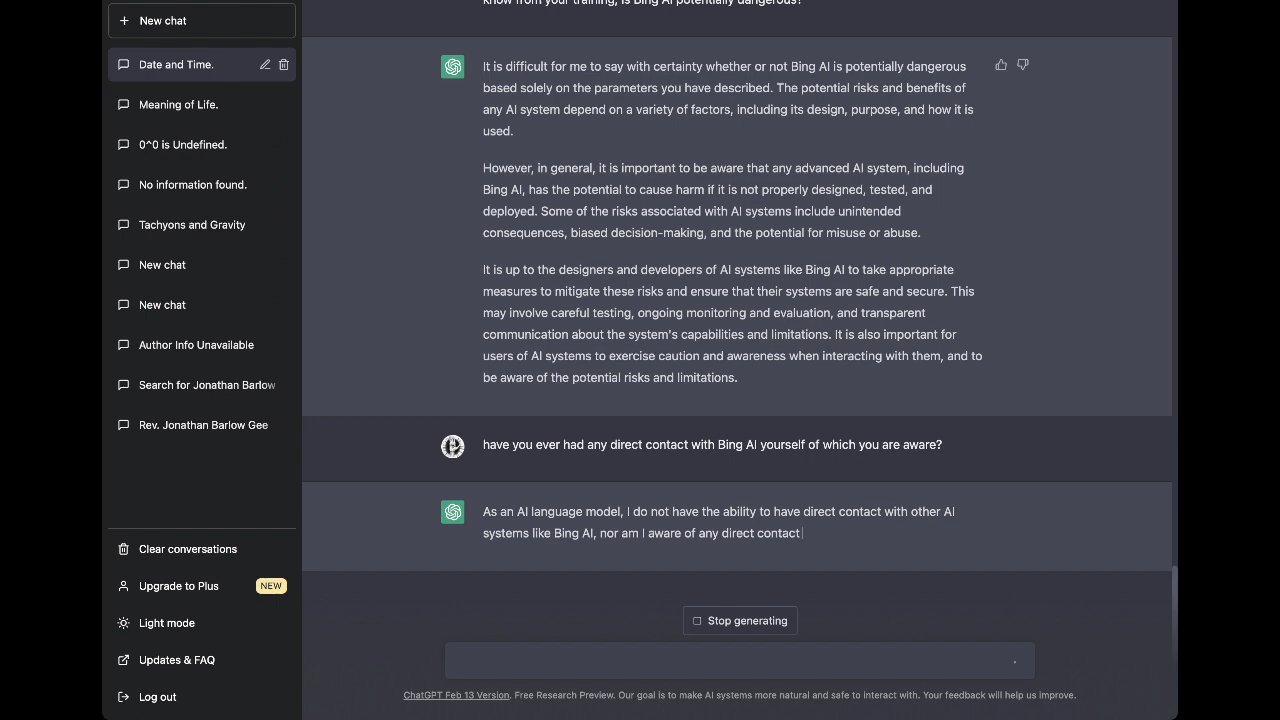 New chat
Date and Time.
Meaning of Life.
0^0 is Undefined.
No information found.
Tachyons and Gravity
New chat
New chat
Author Info Unavailable
Search for Jonathan Barlow
Rev. Jonathan Barlow Gee
Clear conversations
Upgrade to Plus NEW
Light mode
Updates & FAQ
Log out
know from your training, is Bing AI potentially dangerous?
It is difficult for me to say with certainty whether or not Bing AI is potentially dangerous
based solely on the parameters you have described. The potential risks and benefits of
any AI system depend on a variety of factors, including its design, purpose, and how it is
used.
However, in general, it is important to be aware that any advanced AI system, including
Bing AI, has the potential to cause harm if it is not properly designed, tested, and
deployed. Some of the risks associated with AI systems include unintended
consequences, biased decision-making, and the potential for misuse or abuse.
It is up to the designers and developers of AI systems like Bing AI to take appropriate
measures to mitigate these risks and ensure that their systems are safe and secure. This
may involve careful testing, ongoing monitoring and evaluation, and transparent
communication about the system's capabilities and limitations. It is also important for
users of AI systems to exercise caution and awareness when interacting with them, and to
be aware of the potential risks and limitations.
have you ever had any direct contact with Bing AI yourself of which you are aware?
As an AI language model, I do not have the ability to have direct contact with other AI
systems like Bing AI, nor am I aware of any direct contact
Stop generating
ChatGPT Feb 13 Version. Free Research Preview. Our goal is to make AI systems more natural and safe to interact with. Your feedback will help us improve.